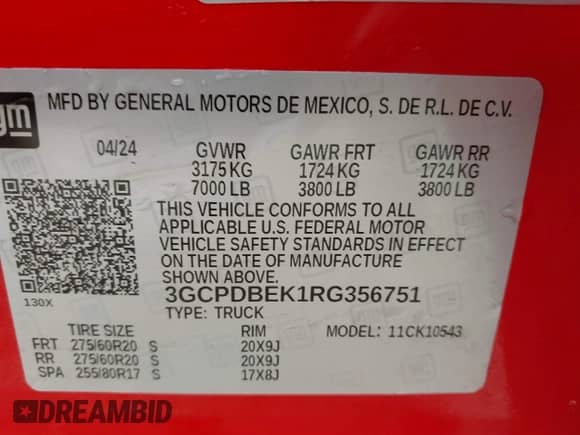 gm
MFD BY GENERAL MOTORS DE MEXICO, S. DE R.L. DE C.V.
04/24 GVWR GAWR FRT GAWR RR
3175 KG 1724 KG 1724 KG
7000 LB 3800 LB 3800 LB
THIS VEHICLE CONFORMS TO ALL
APPLICABLE U.S. FEDERAL MOTOR
VEHICLE SAFETY STANDARDS IN EFFECT
ON THE DATE OF MANUFACTURE
SHOWN ABOVE.
130X
3GCPDBEK1RG356751
TYPE: TRUCK
TIRE SIZE RIM MODEL: 11CK10543
FRT 275/60R20 S 20X9J
RR 275/60R20 S 20X9J
SPA 255/80R17 S 17X8J
DREAMBID